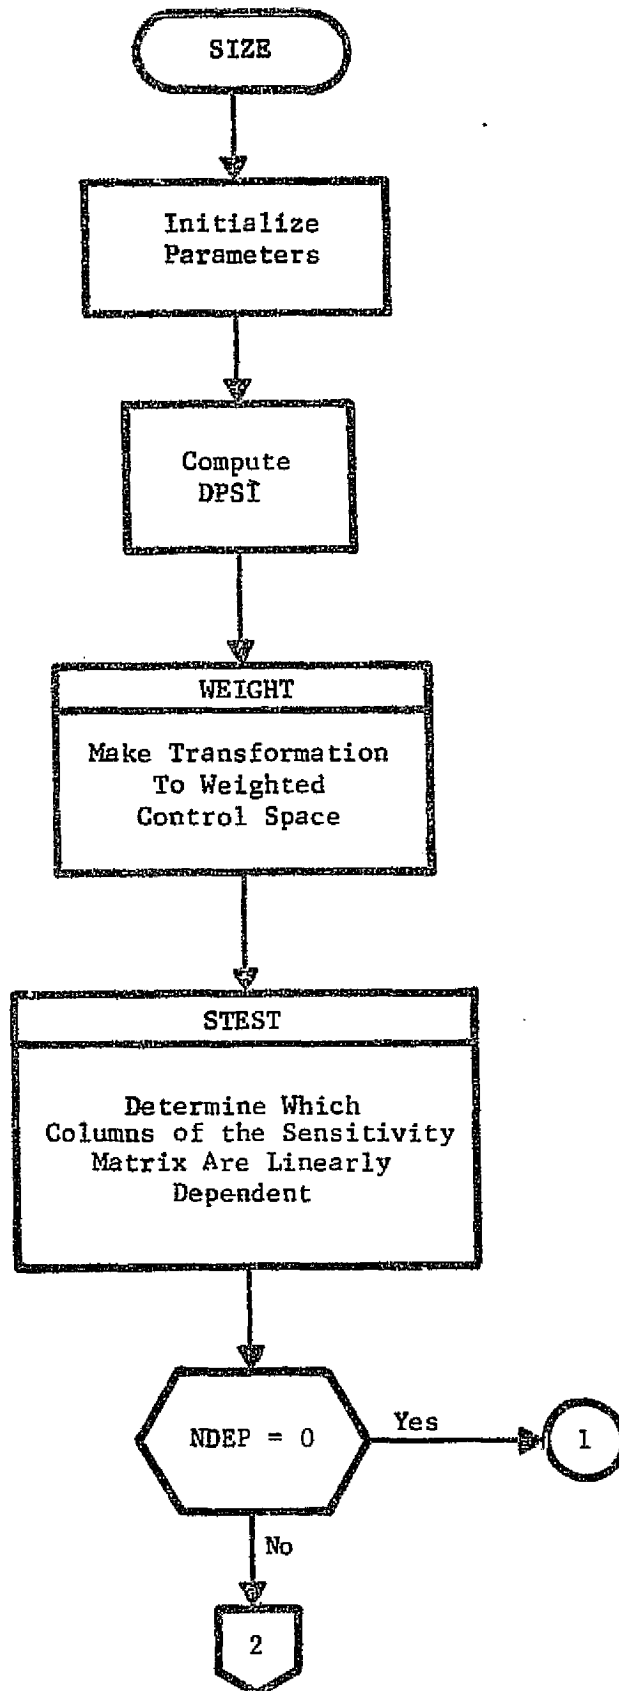 SIZE
Initialize
Parameters
Compute
DPSI
WEIGHT
Make Transformation
To Weighted
Control Space
STEST
Determine Which
Columns of the Sensitivity
Matrix Are Linearly
Dependent
NDEP = 0
Yes
1
No
2